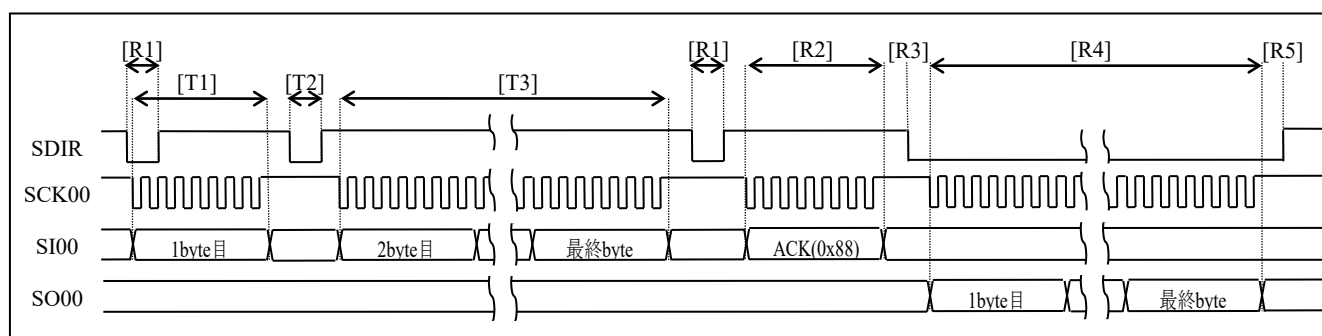 [R1] [R1] [R2] [R3] [R4] [R5]
[T1] [T2] [T3]
SDIR
SCK00
SI00 1byte目 2byte目 最終byte ACK(0x88)
SO00 1byte目 最終byte